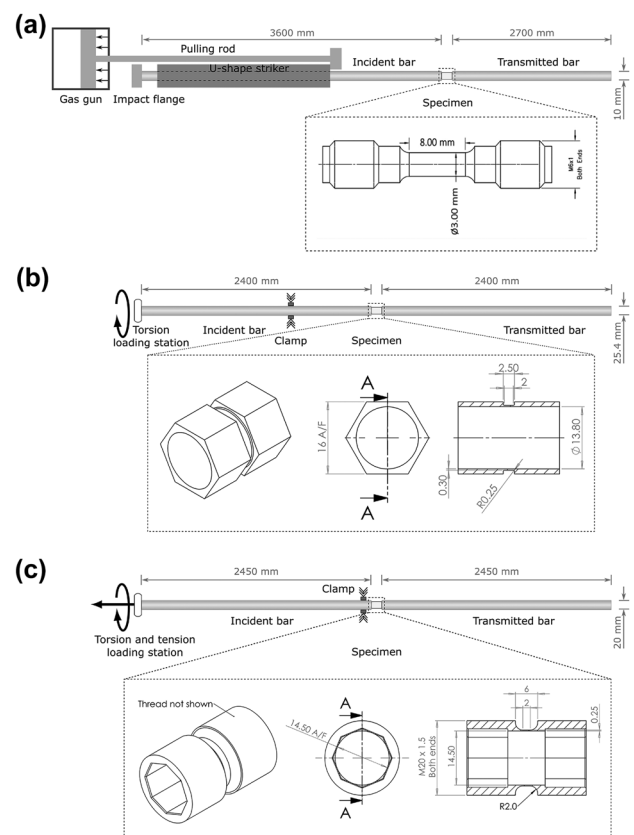 (a)
3600 mm
2700 mm
Pulling rod
U-shape striker
Incident bar
Transmitted bar
Gas gun
Impact flange
Specimen
10 mm
8.00 mm
Ø3.00 mm
M6x1
Both Ends
(b)
2400 mm
2400 mm
Torsion
loading station
Incident bar
Clamp
Specimen
Transmitted bar
25.4 mm
A
A
16 A/F
2.50
2
∅13.80
0.30
R0.25
(c)
2450 mm
2450 mm
Clamp
Incident bar
Transmitted bar
Torsion and tension
loading station
Specimen
20 mm
Thread not shown
A
A
14.50 A/F
M20 x 1.5
Both ends
14.50
6
2
0.25
R2.0